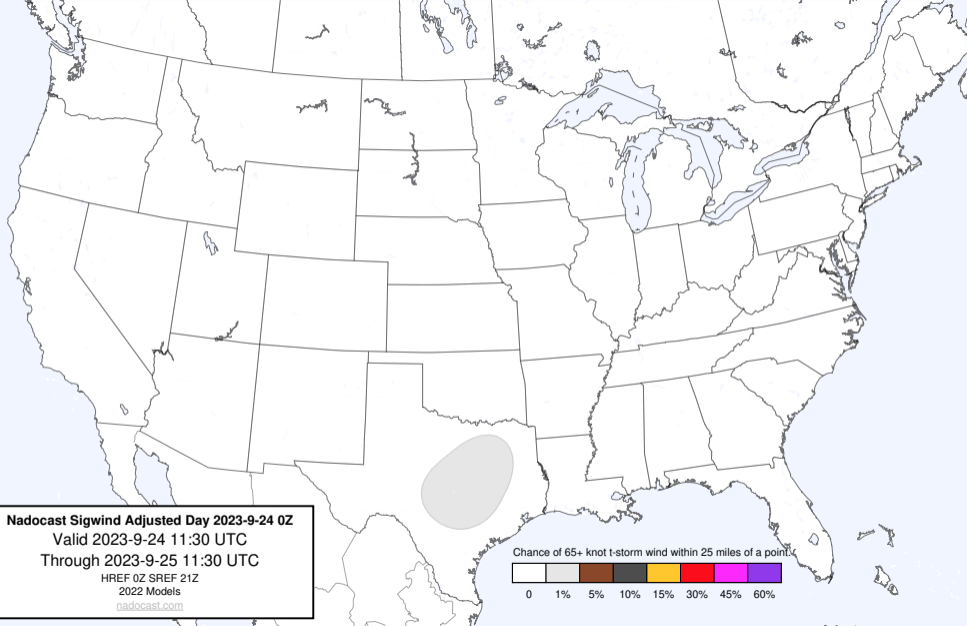 Nadocast Sigwind Adjusted Day 2023-9-24 0Z
Valid 2023-9-24 11:30 UTC
Through 2023-9-25 11:30 UTC
HREF 0Z SREF 21Z
2022 Models
nadocast.com
Chance of 65+ knot t-storm wind within 25 miles of a point.
0 1% 5% 10% 15% 30% 45% 60%